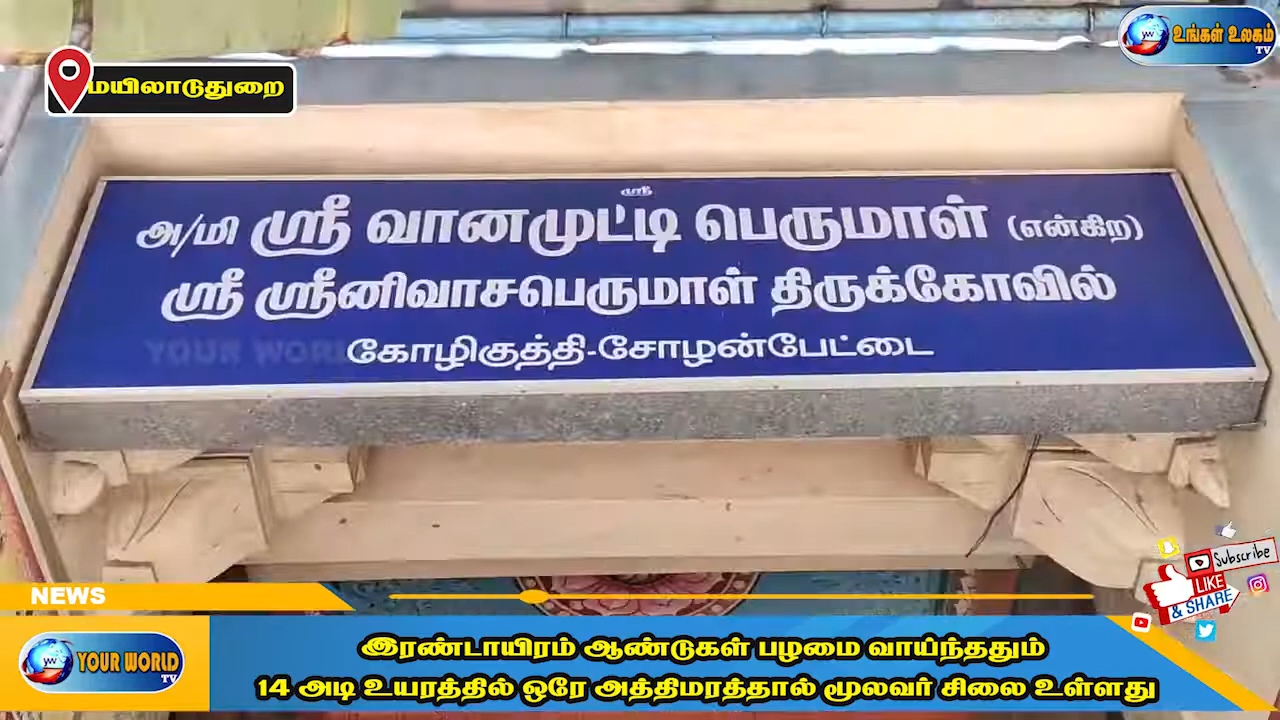 உங்கள் உலகம்
TV
மயிலாடுதுறை
ஸ்ரீ
அ/மி ஸ்ரீ வானமுட்டி பெருமாள் (என்கிற)
ஸ்ரீ ஸ்ரீனிவாசபெருமாள் திருக்கோவில்
கோழிகுத்தி-சோழன்பேட்டை
YOUR WORLD
Subscribe
LIKE
& SHARE
NEWS
YOUR WORLD
TV
இரண்டாயிரம் ஆண்டுகள் பழமை வாய்ந்ததும்
14 அடி உயரத்தில் ஒரே அத்திமரத்தால் மூலவர் சிலை உள்ளது